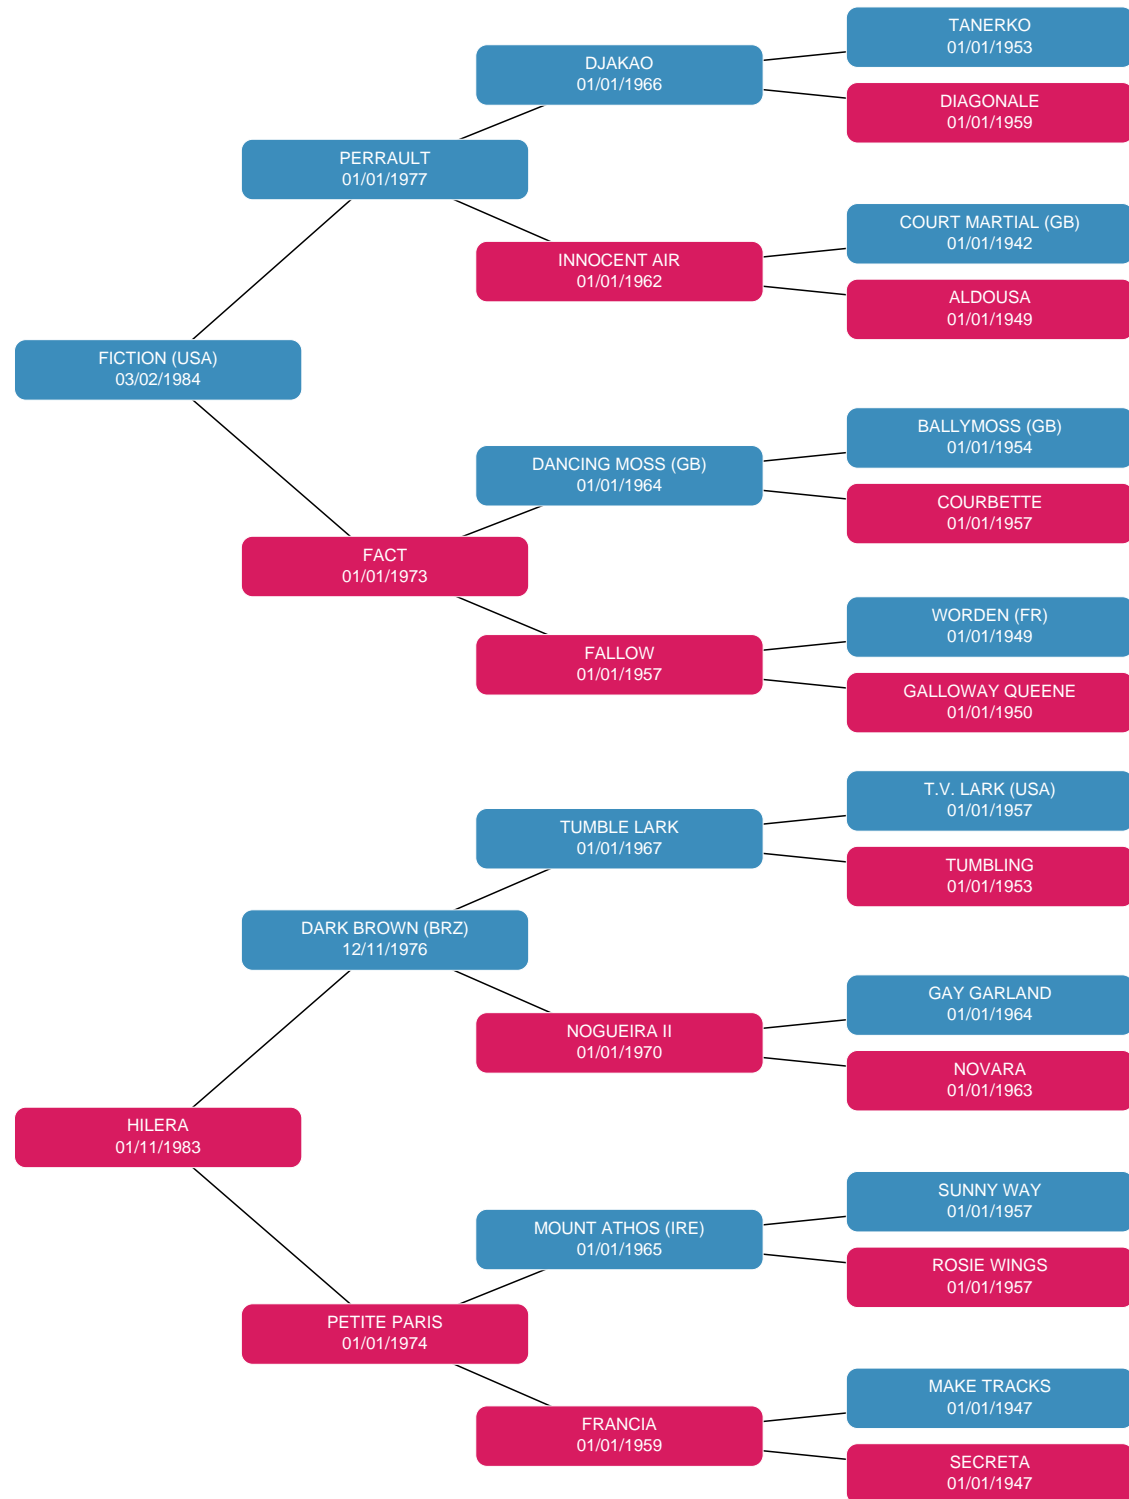 TANERKO
01/01/1953
DJAKAO
01/01/1966
DIAGONALE
01/01/1959
PERRAULT
01/01/1977
COURT MARTIAL (GB)
01/01/1942
INNOCENT AIR
01/01/1962
ALDOUSA
01/01/1949
FICTION (USA)
03/02/1984
BALLYMOSS (GB)
01/01/1954
DANCING MOSS (GB)
01/01/1964
COURBETTE
01/01/1957
FACT
01/01/1973
WORDEN (FR)
01/01/1949
FALLOW
01/01/1957
GALLOWAY QUEENE
01/01/1950
T.V. LARK (USA)
01/01/1957
TUMBLE LARK
01/01/1967
TUMBLING
01/01/1953
DARK BROWN (BRZ)
12/11/1976
GAY GARLAND
01/01/1964
NOGUEIRA II
01/01/1970
NOVARA
01/01/1963
HILERA
01/11/1983
SUNNY WAY
01/01/1957
MOUNT ATHOS (IRE)
01/01/1965
ROSIE WINGS
01/01/1957
PETITE PARIS
01/01/1974
MAKE TRACKS
01/01/1947
FRANCIA
01/01/1959
SECRETA
01/01/1947